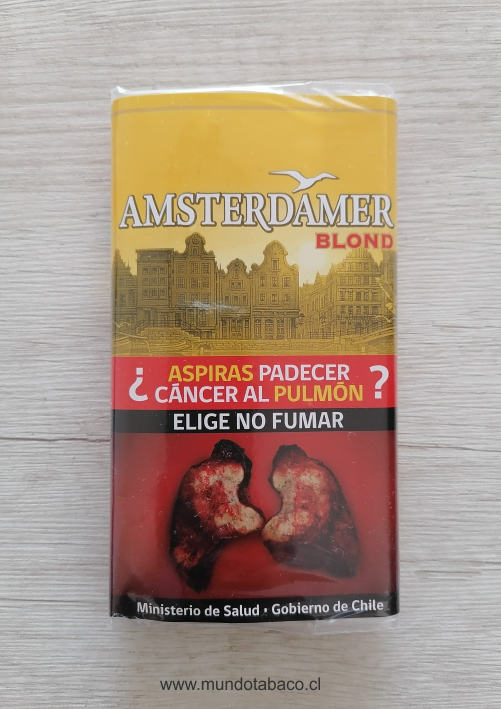 AMSTERDAMER
BLOND
¿ ASPIRAS PADECER
CÁNCER AL PULMÓN ?
ELIGE NO FUMAR
Ministerio de Salud • Gobierno de Chile
www.mundotabaco.cl